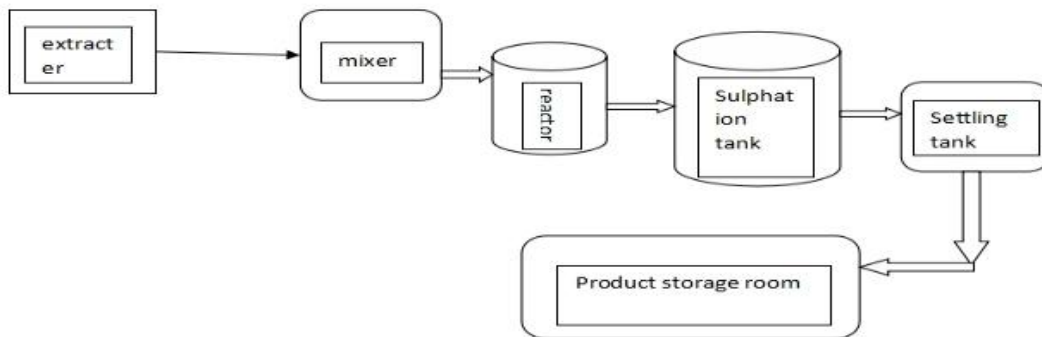 extract
er
mixer
reactor
Sulphat
ion
tank
Settling
tank
Product storage room